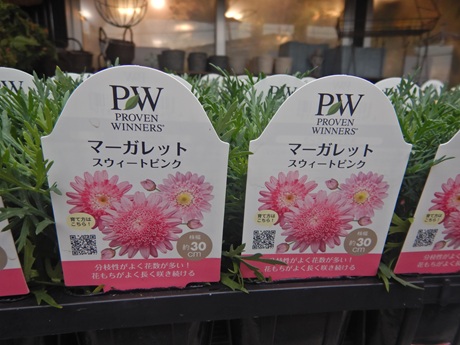 PW
PROVEN
WINNERS
マーガレット
スウィートピンク
育て方は
こちら!
株幅
約30
cm
分枝性がよく花数が多い!
花もちがよく長く咲き続ける
PW
PROVEN
WINNERS
マーガレット
スウィートピンク
育て方は
こちら!
株幅
約30
cm
分枝性がよく花数が多い!
花もちがよく長く咲き続ける